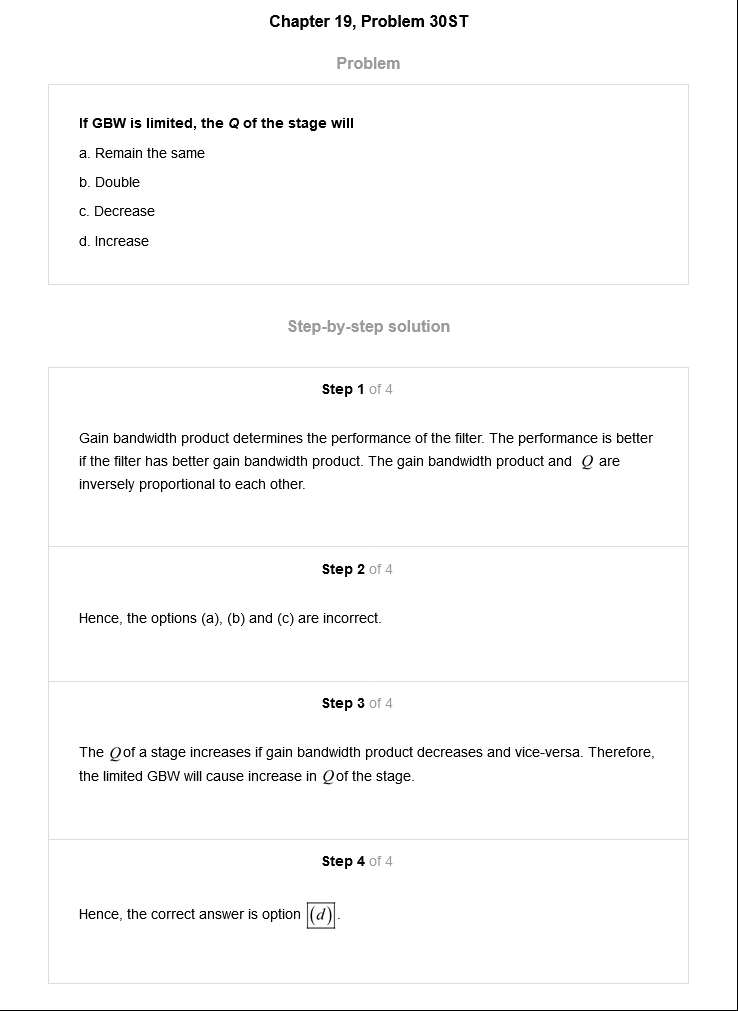 Chapter 19, Problem 30ST
Problem
If GBW is limited, the Q of the stage will
a. Remain the same
b. Double
c. Decrease
d. Increase
Step-by-step solution
Step 1 of 4
Gain bandwidth product determines the performance of the filter. The performance is better
if the filter has better gain bandwidth product. The gain bandwidth product and Q are
inversely proportional to each other.
Step 2 of 4
Hence, the options (a), (b) and (c) are incorrect.
Step 3 of 4
The Q of a stage increases if gain bandwidth product decreases and vice-versa. Therefore,
the limited GBW will cause increase in Q of the stage.
Step 4 of 4
Hence, the correct answer is option (d).